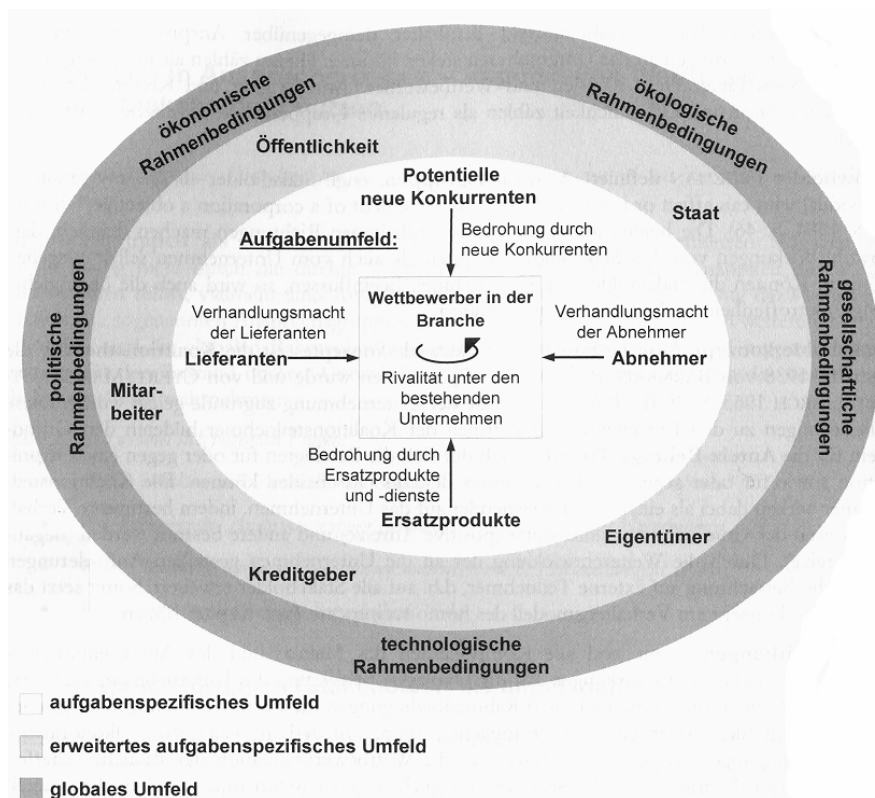 ökonomische
Rahmenbedingungen
ökologische
Rahmenbedingungen
Öffentlichkeit
Potentielle
neue Konkurrenten
Staat
Aufgabenumfeld:
Bedrohung durch
neue Konkurrenten
politische
Rahmenbedingungen
gesellschaftliche
Rahmenbedingungen
Wettbewerber in der
Branche
Verhandlungsmacht
der Lieferanten
Lieferanten
Verhandlungsmacht
der Abnehmer
Abnehmer
Rivalität unter den
bestehenden
Unternehmen
Mitar-
beiter
Bedrohung durch
Ersatzprodukte
und -dienste
Ersatzprodukte
Eigentümer
Kreditgeber
technologische
Rahmenbedingungen
aufgabenspezifisches Umfeld
erweitertes aufgabenspezifisches Umfeld
globales Umfeld